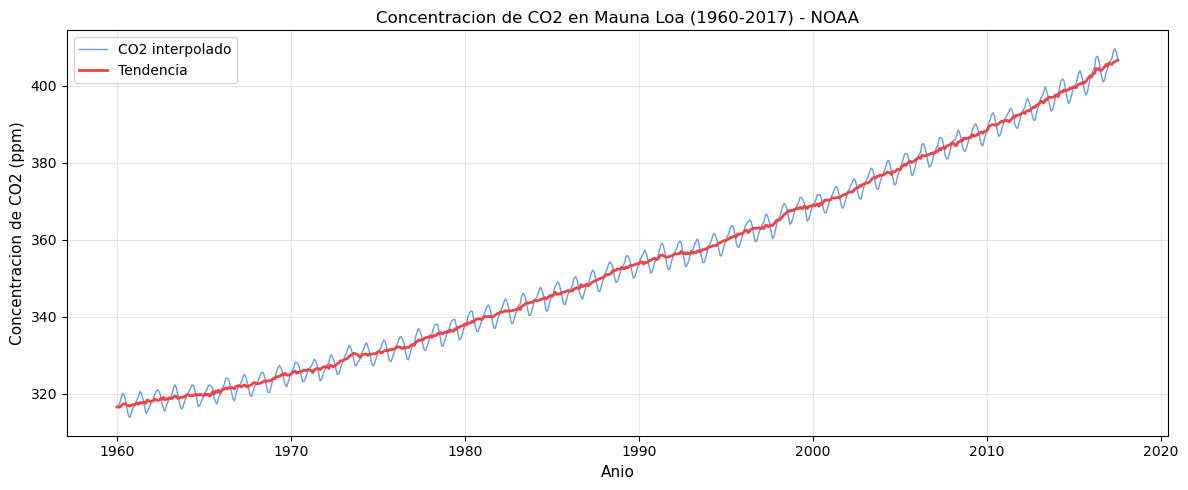 Concentracion de CO2 en Mauna Loa (1960-2017) - NOAA
CO2 interpolado
Tendencia
Concentracion de CO2 (ppm)
400
380
360
340
320
1960 1970 1980 1990 2000 2010 2020
Anio